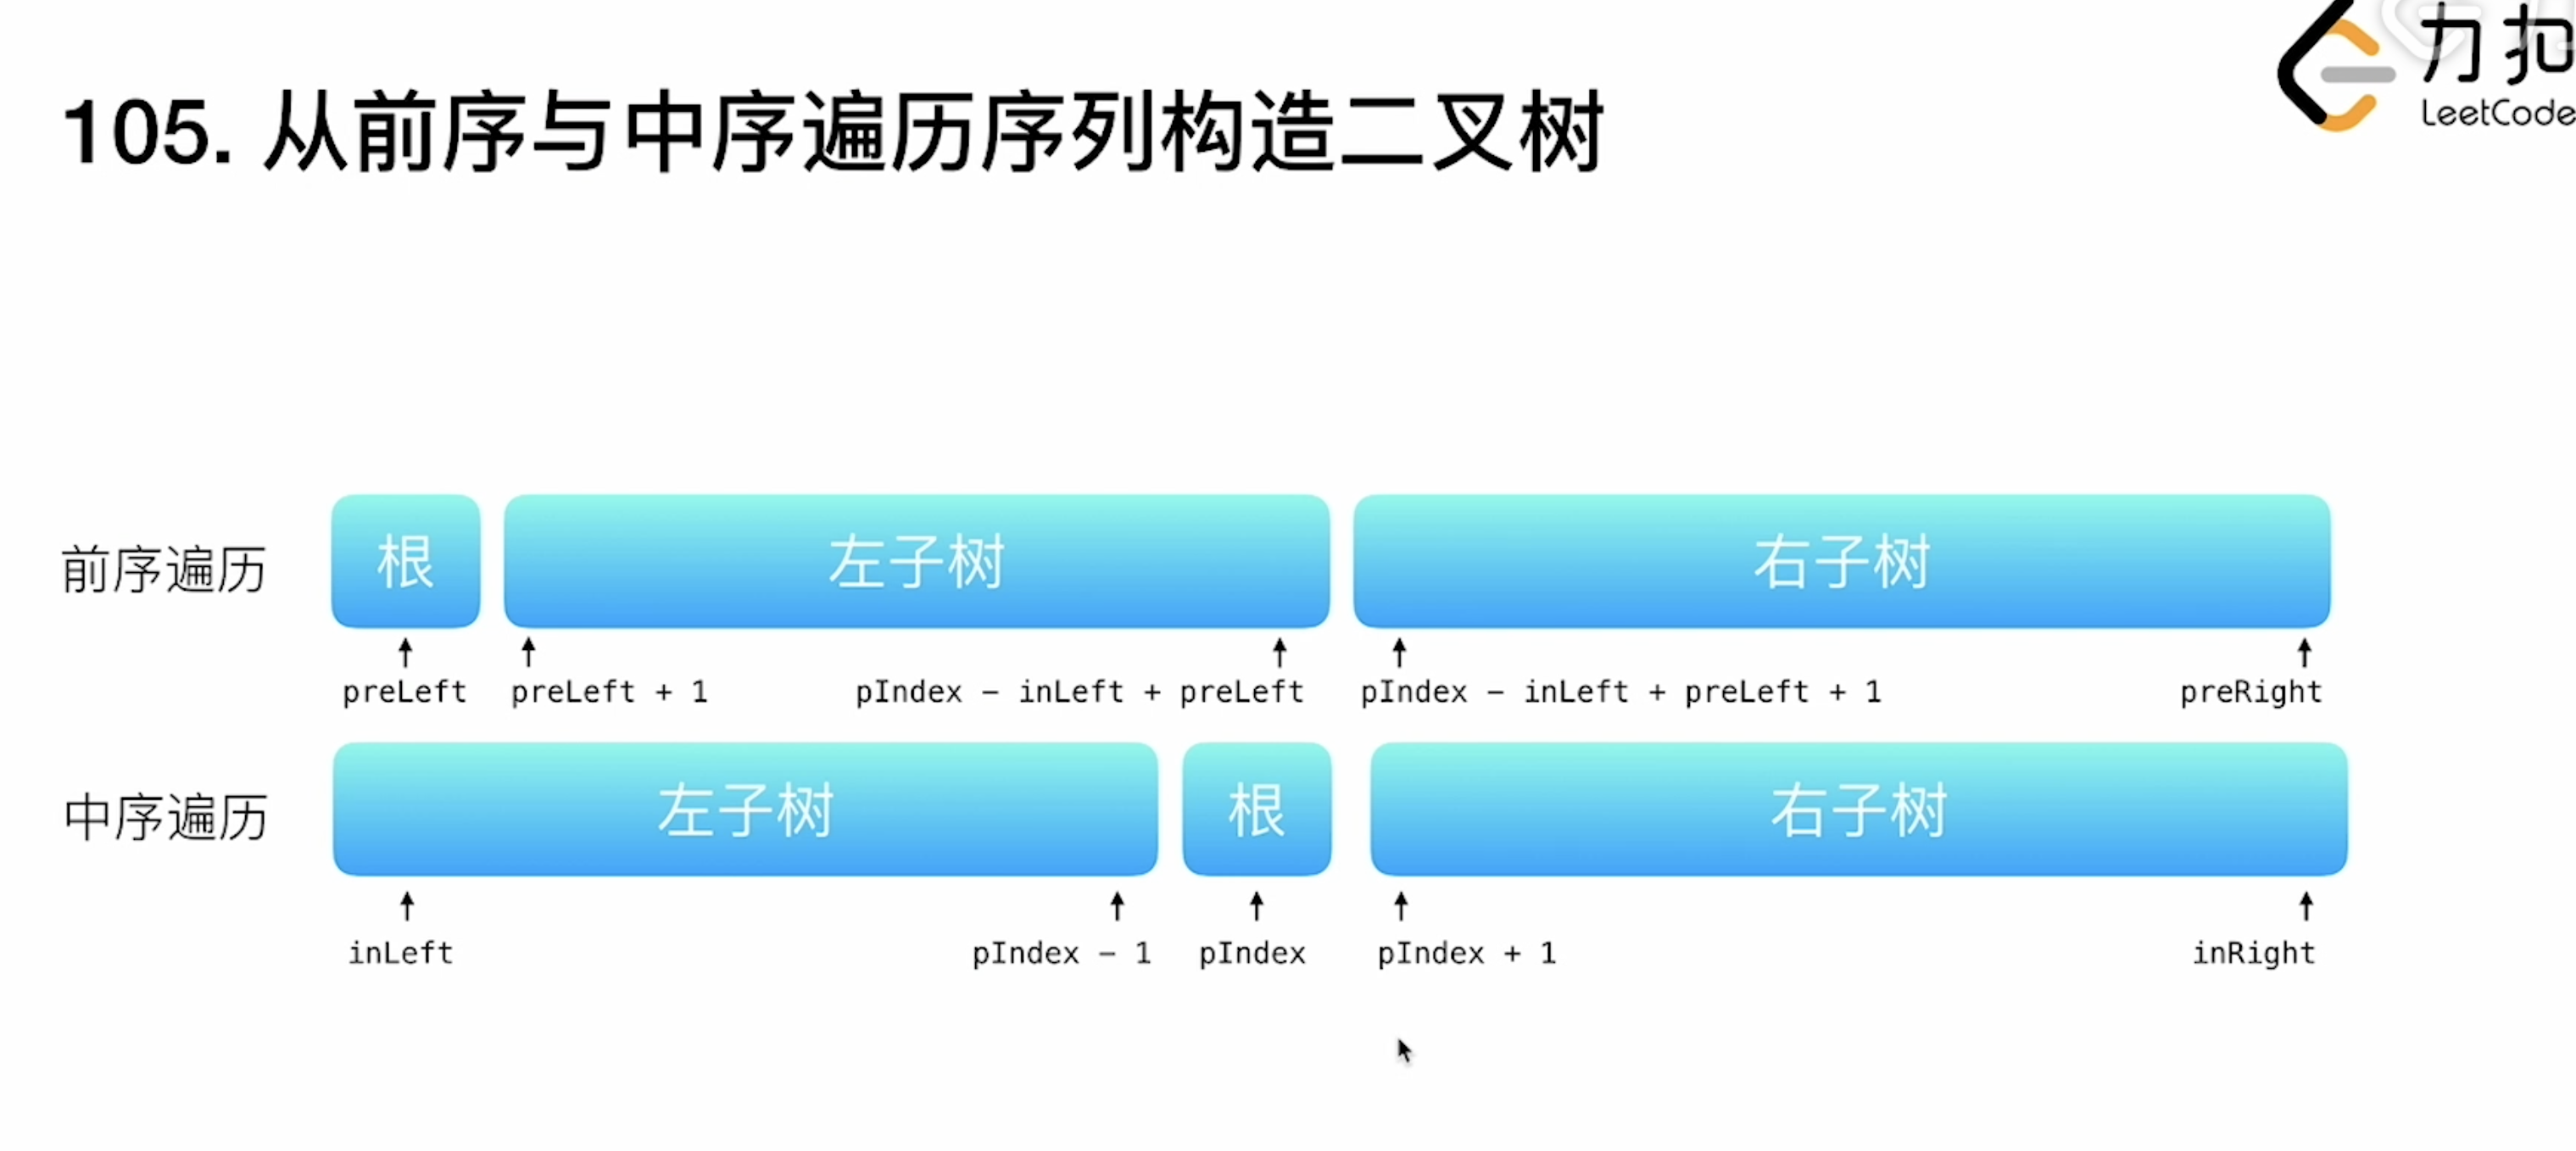 力扣
LeetCode
105. 从前序与中序遍历序列构造二叉树
前序遍历 根 左子树 右子树
preLeft preLeft + 1 pIndex − inLeft + preLeft pIndex − inLeft + preLeft + 1 preRight
中序遍历 左子树 根 右子树
inLeft pIndex − 1 pIndex pIndex + 1 inRight